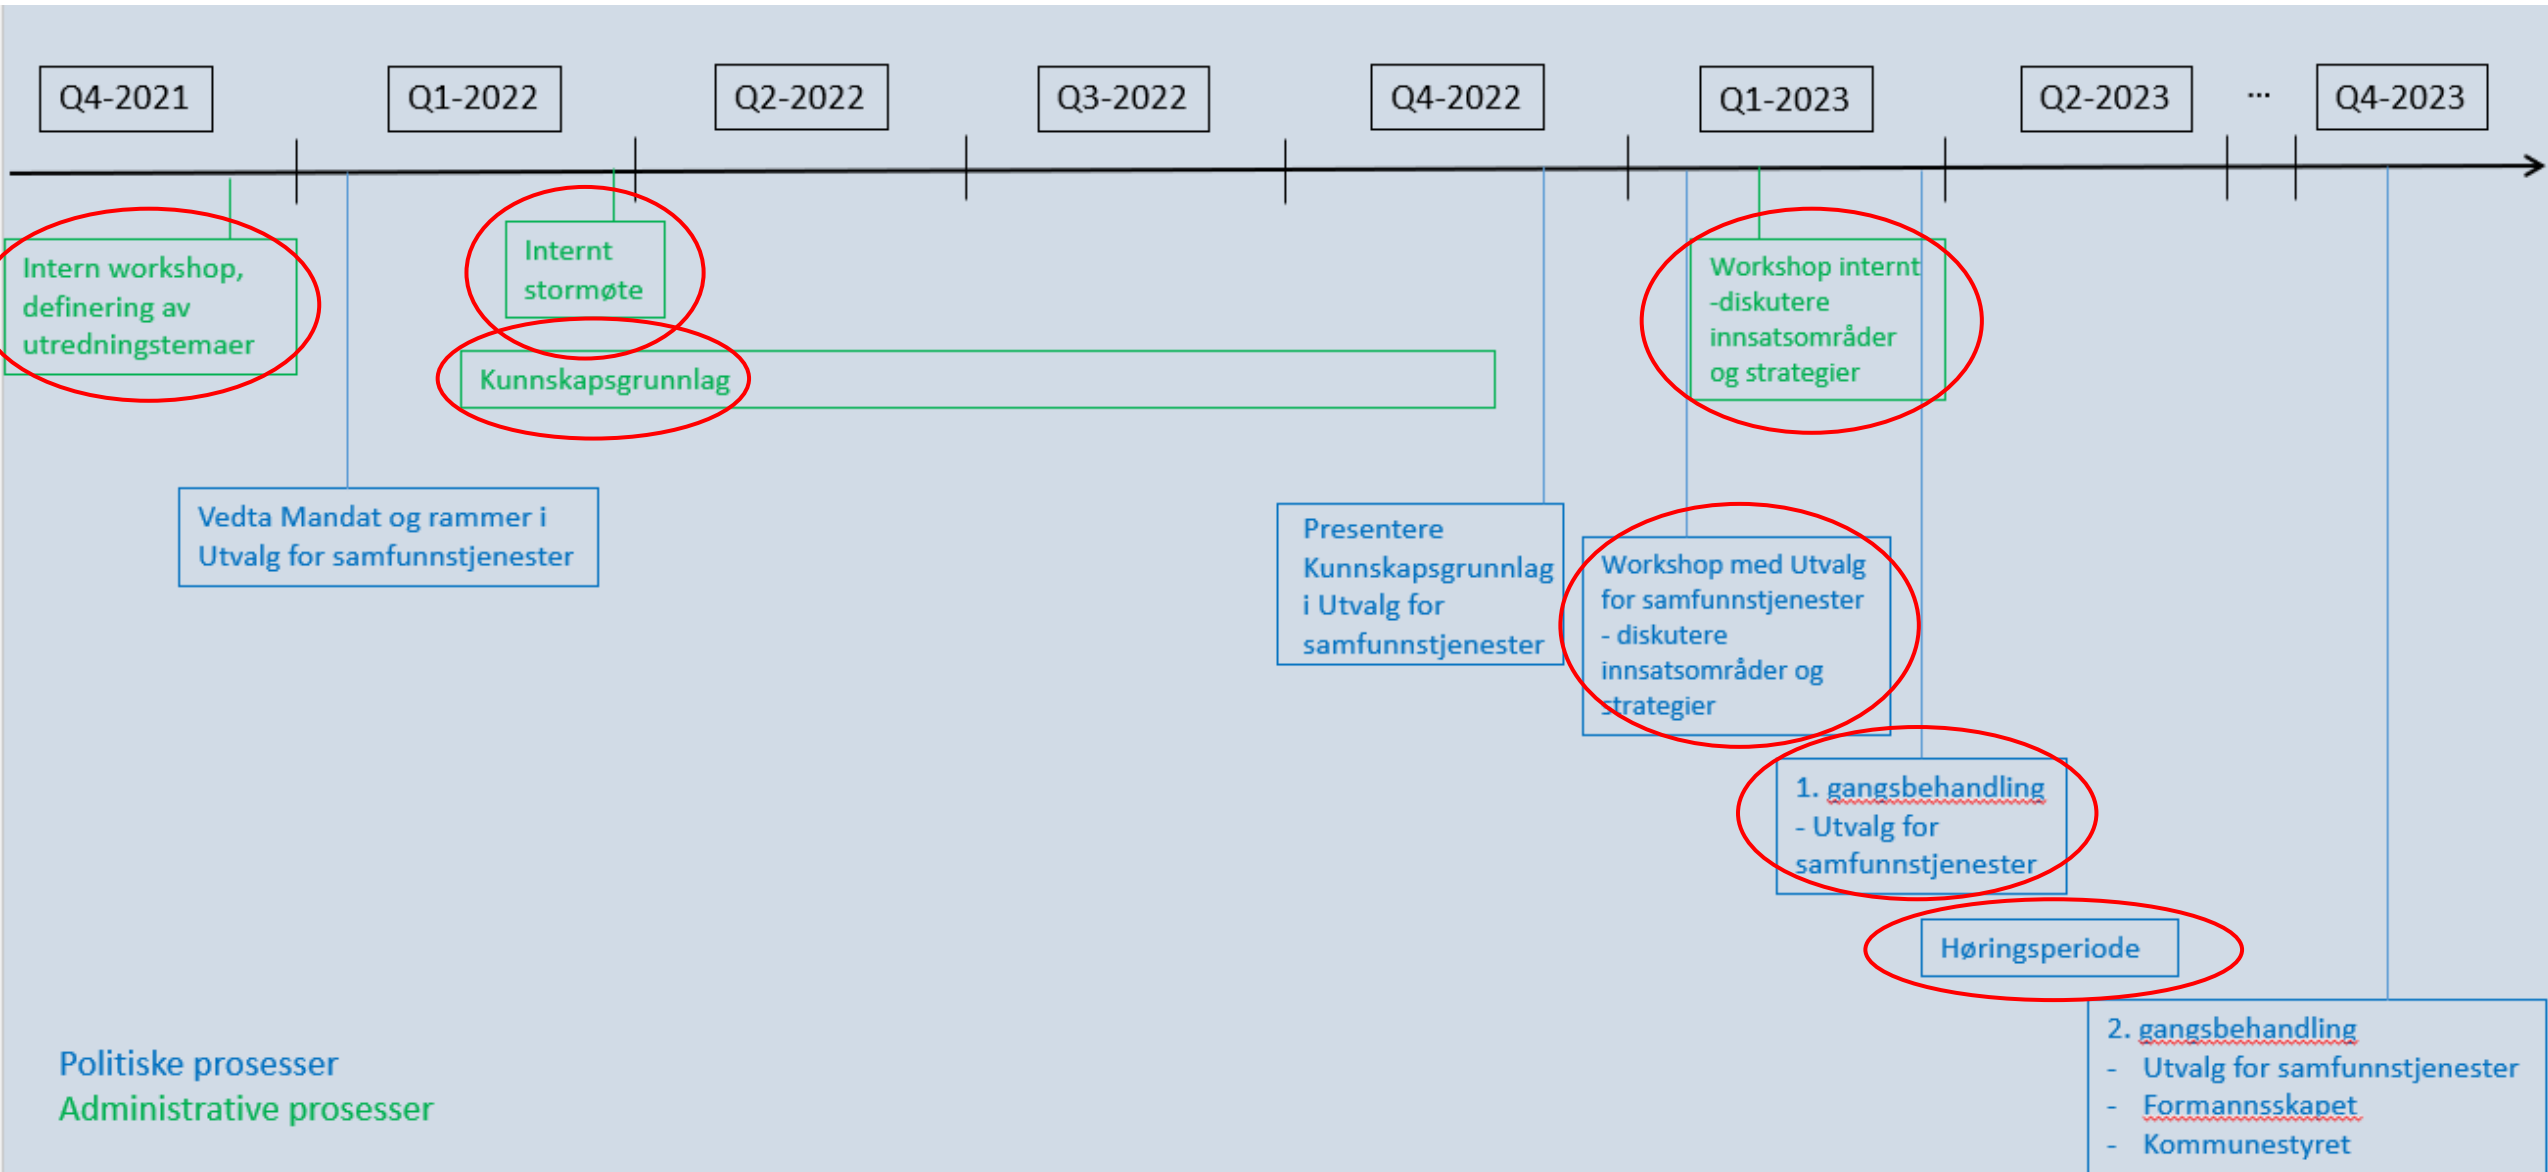 Q4-2021
Q1-2022
Q2-2022
Q3-2022
Q4-2022
Q1-2023
Q2-2023
...
Q4-2023
Intern workshop,
definering av
utredningstemaer
Internt
stormøte
Kunnskapsgrunnlag
Workshop internt
-diskutere
innsatsområder
og strategier
Vedta Mandat og rammer i
Utvalg for samfunnstjenester
Presentere
Kunnskapsgrunnlag
i Utvalg for
samfunnstjenester
Workshop med Utvalg
for samfunnstjenester
- diskutere
innsatsområder og
strategier
1. gangsbehandling
- Utvalg for
samfunnstjenester
Høringsperiode
2. gangsbehandling
- Utvalg for samfunnstjenester
- Formannsskapet
- Kommunestyret
Politiske prosesser
Administrative prosesser